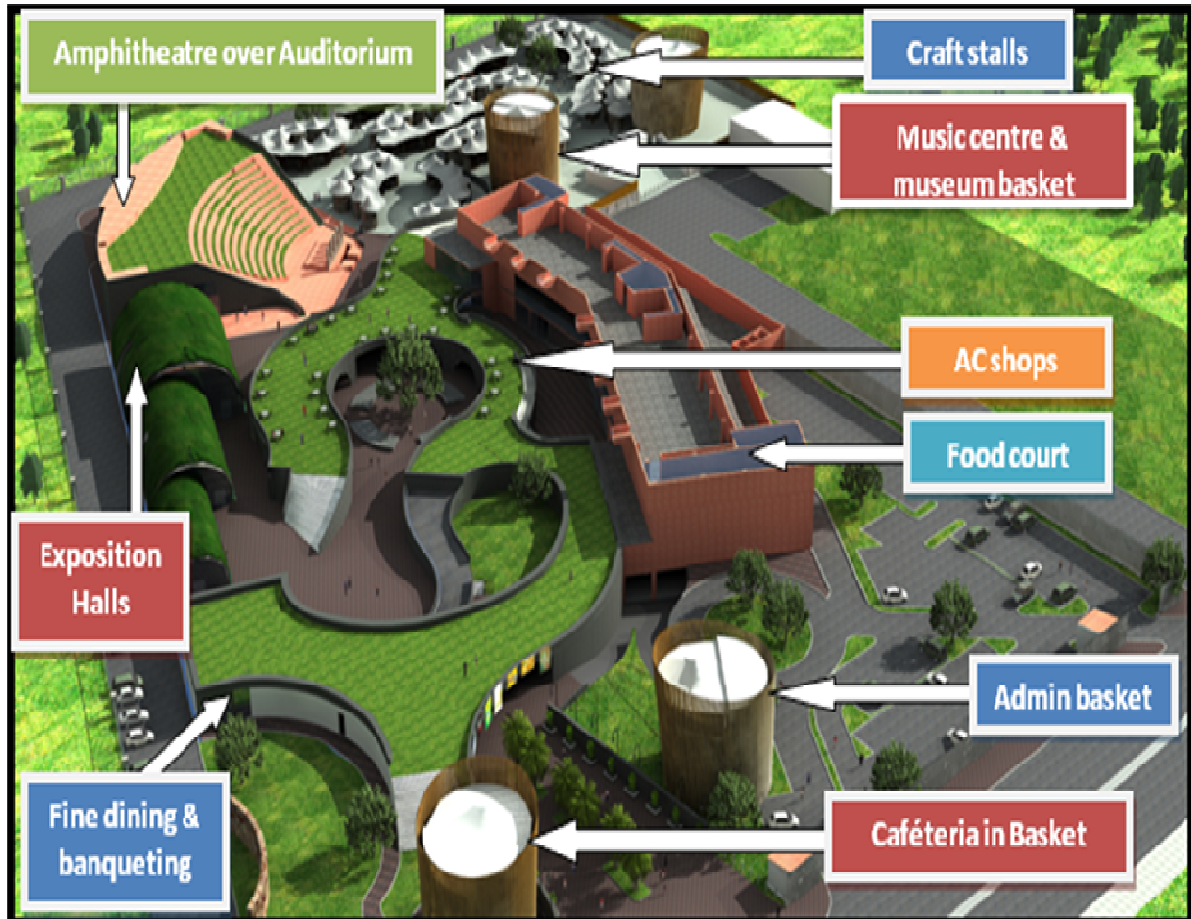 Amphitheatre over Auditorium
Craft stalls
Music centre &
museum basket
AC shops
Food court
Exposition
Halls
Admin basket
Fine dining &
banqueting
Caféteria in Basket